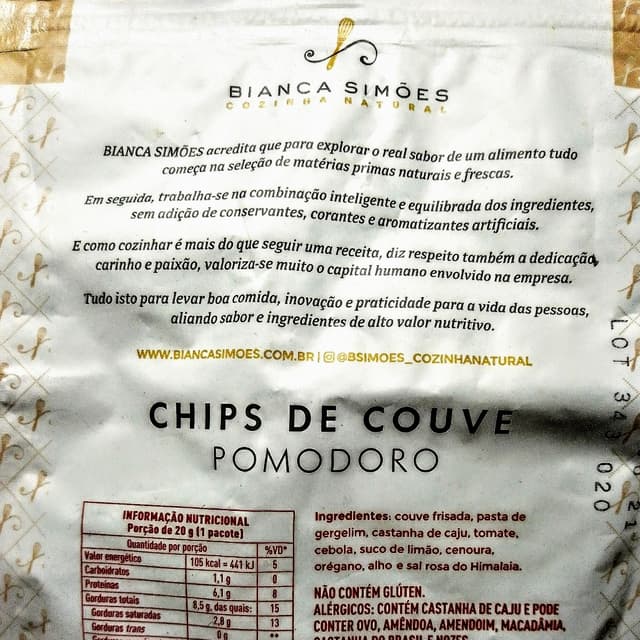 BIANCA SIMÕES
COZINHA NATURAL
BIANCA SIMÕES acredita que para explorar o real sabor de um alimento tudo
começa na seleção de matérias primas naturais e frescas.
Em seguida, trabalha-se na combinação inteligente e equilibrada dos ingredientes,
sem adição de conservantes, corantes e aromatizantes artificiais.
E como cozinhar é mais do que seguir uma receita, diz respeito também a dedicação,
carinho e paixão, valoriza-se muito o capital humano envolvido na empresa.
Tudo isto para levar boa comida, inovação e praticidade para a vida das pessoas,
aliando sabor e ingredientes de alto valor nutritivo.
WWW.BIANCASIMOES.COM.BR | @BSIMOES_COZINHANATURAL
CHIPS DE COUVE
POMODORO
INFORMAÇÃO NUTRICIONAL
Porção de 20 g (1 pacote)
Quantidade por porção %VD*
Valor energético 105 kcal = 441 kJ 5
Carboidratos 1,1 g 0
Proteínas 6,1 g 8
Gorduras totais 8,5 g, das quais: 15
Gorduras saturadas 2,8 g 13
Gorduras trans 0 g **
Ingredientes: couve frisada, pasta de
gergelim, castanha de caju, tomate,
cebola, suco de limão, cenoura,
orégano, alho e sal rosa do Himalaia.
NÃO CONTÉM GLÚTEN.
ALÉRGICOS: CONTÉM CASTANHA DE CAJU E PODE
CONTER OVO, AMÊNDOA, AMENDOIM, MACADÂMIA,
CASTANHA DO BRASIL E NOZES
LOT 343 020